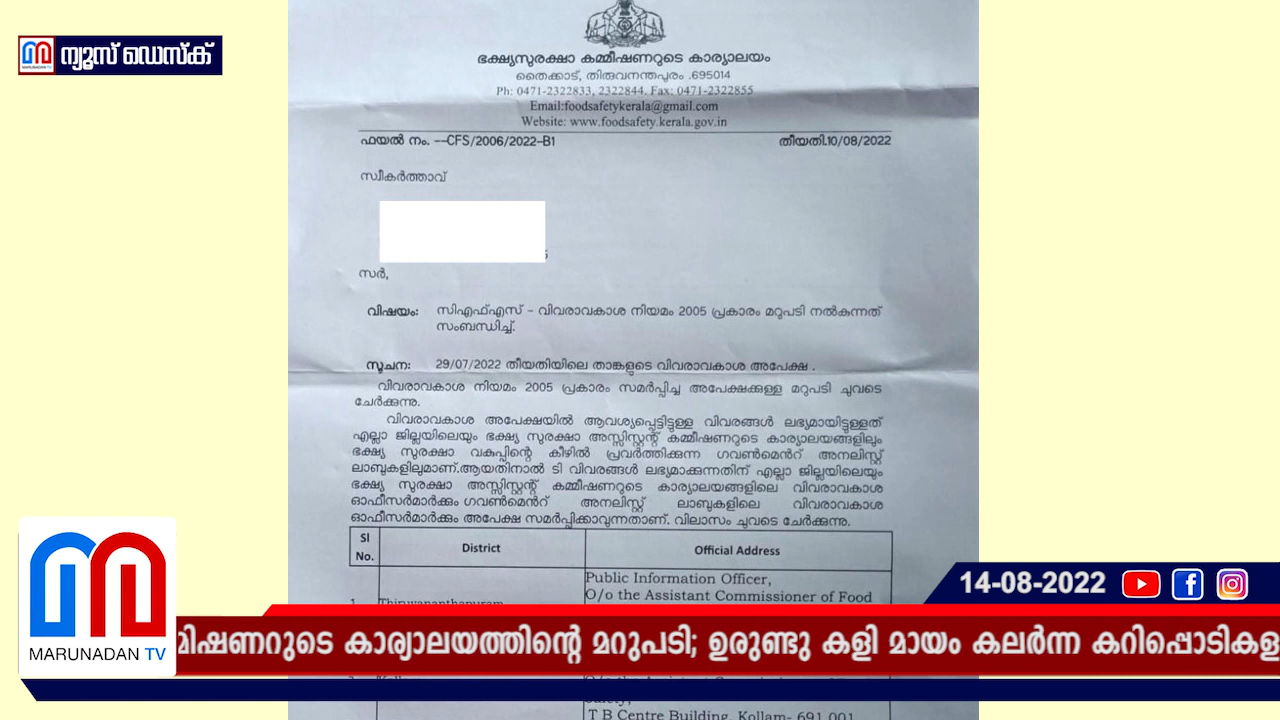 ന്യൂസ് ഡെസ്ക്
MARUNADAN TV
ഭക്ഷ്യസുരക്ഷാ കമ്മീഷണറുടെ കാര്യാലയം
തൈക്കാട്, തിരുവനന്തപുരം .695014
Ph: 0471-2322833, 2322844. Fax: 0471-2322855
Email:foodsafetykerala@gmail.com
Website: www.foodsafety.kerala.gov.in
ഫയൽ നം. --CFS/2006/2022-B1 തീയതി.10/08/2022
സ്വീകർത്താവ്
സർ,
വിഷയം: സിഎഫ്എസ് – വിവരാവകാശ നിയമം 2005 പ്രകാരം മറുപടി നൽകുന്നത്
സംബന്ധിച്ച്.
സൂചന: 29/07/2022 തീയതിയിലെ താങ്കളുടെ വിവരാവകാശ അപേക്ഷ .
വിവരാവകാശ നിയമം 2005 പ്രകാരം സമർപ്പിച്ച അപേക്ഷക്കുള്ള മറുപടി ചുവടെ
ചേർക്കുന്നു.
വിവരാവകാശ അപേക്ഷയിൽ ആവശ്യപ്പെട്ടിട്ടുള്ള വിവരങ്ങൾ ലഭ്യമായിട്ടുള്ളത്
എല്ലാ ജില്ലയിലെയും ഭക്ഷ്യ സുരക്ഷാ അസ്സിസ്റ്റന്റ് കമ്മീഷണറുടെ കാര്യാലയങ്ങളിലും
ഭക്ഷ്യ സുരക്ഷാ വകുപ്പിന്റെ കീഴിൽ പ്രവർത്തിക്കുന്ന ഗവൺമെൻറ് അനലിസ്റ്റ്
ലാബുകളിലുമാണ്.ആയതിനാൽ ടി വിവരങ്ങൾ ലഭ്യമാക്കുന്നതിന് എല്ലാ ജില്ലയിലെയും
ഭക്ഷ്യ സുരക്ഷാ അസ്സിസ്റ്റന്റ് കമ്മീഷണറുടെ കാര്യാലയങ്ങളിലെ വിവരാവകാശ
ഓഫീസർമാർക്കും ഗവൺമെൻറ് അനലിസ്റ്റ് ലാബുകളിലെ വിവരാവകാശ
ഓഫീസർമാർക്കും അപേക്ഷ സമർപ്പിക്കാവുന്നതാണ്. വിലാസം ചുവടെ ചേർക്കുന്നു.
Sl No. District Official Address
Public Information Officer,
1 Thiruvananthapuram O/o the Assistant Commissioner of Food
T B Centre Building, Kollam- 691 001
14-08-2022
മീഷണറുടെ കാര്യാലയത്തിന്റെ മറുപടി; ഉരുണ്ടു കളി മായം കലർന്ന കറിപ്പൊടികള
MARUNADAN TV